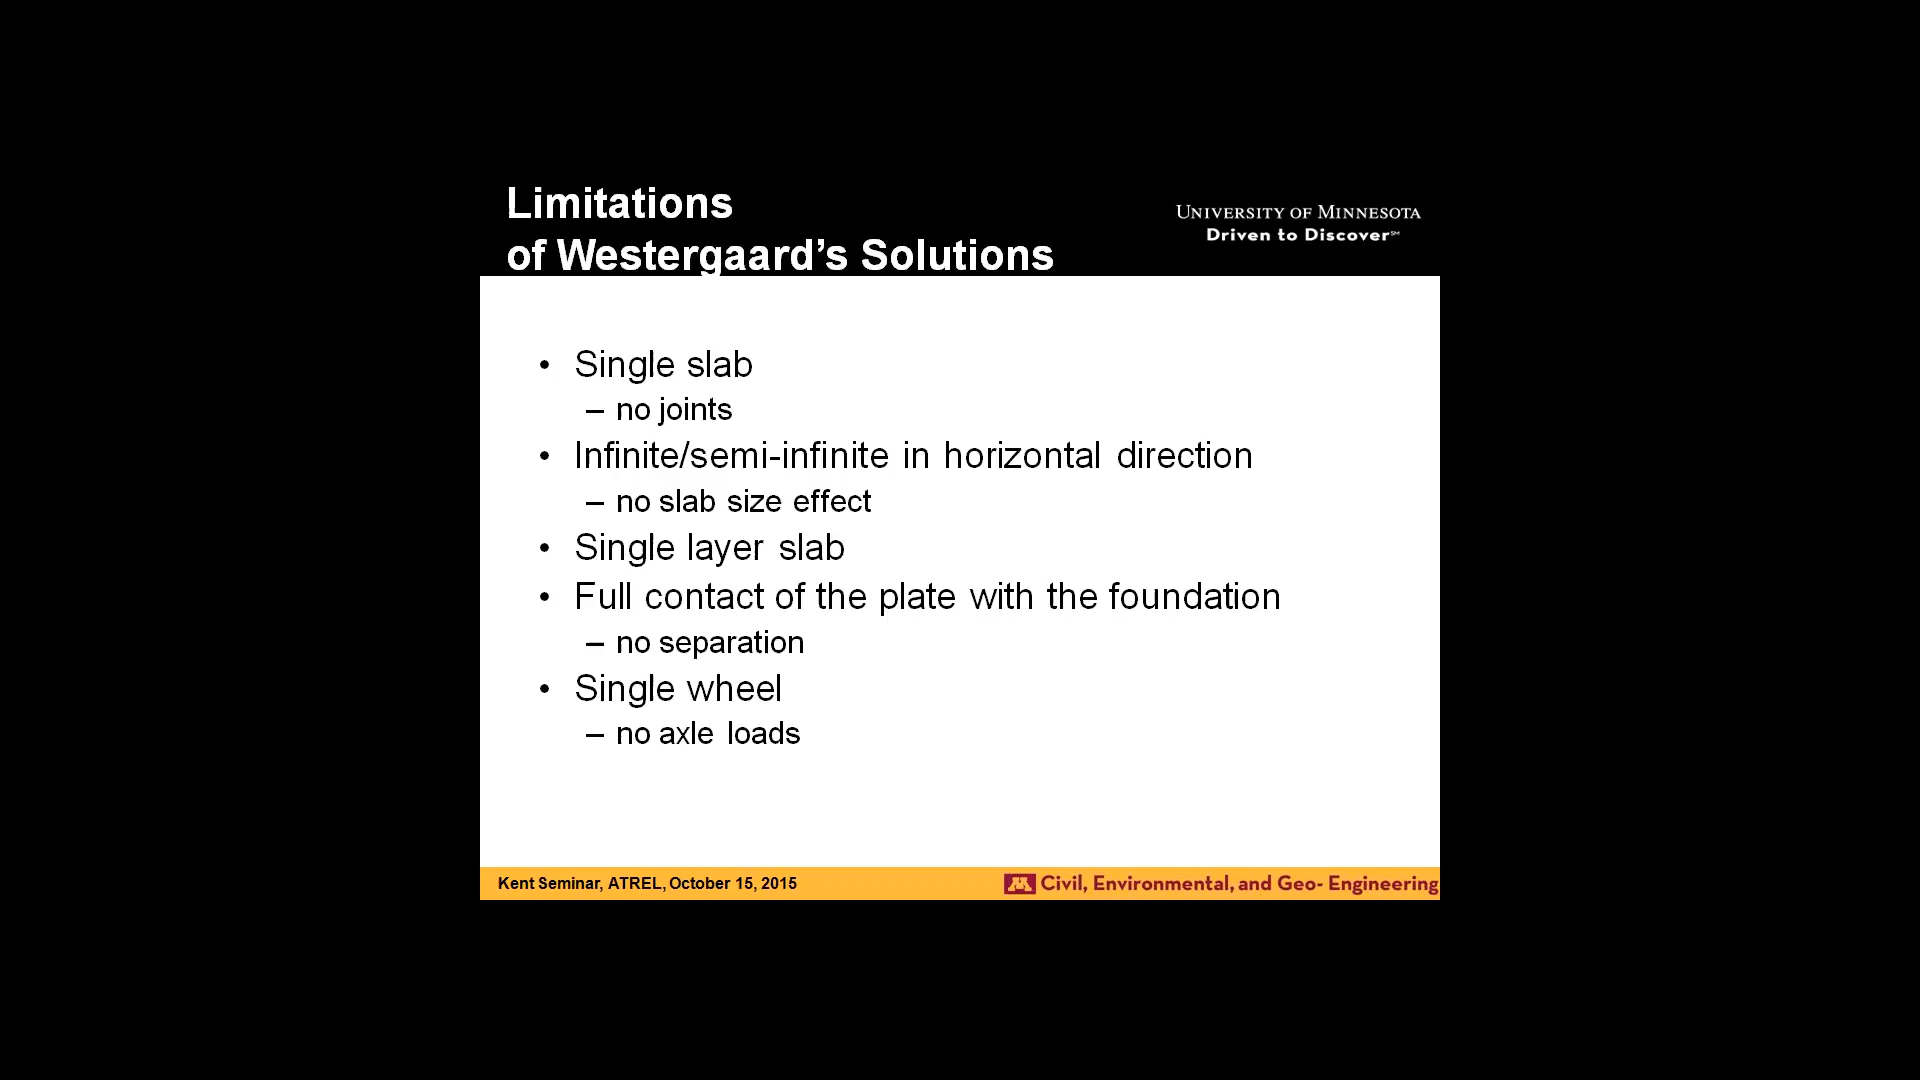 Limitations
of Westergaard's Solutions
UNIVERSITY OF MINNESOTA
Driven to Discover℠
• Single slab
– no joints
• Infinite/semi-infinite in horizontal direction
– no slab size effect
• Single layer slab
• Full contact of the plate with the foundation
– no separation
• Single wheel
– no axle loads
Kent Seminar, ATREL, October 15, 2015
M Civil, Environmental, and Geo- Engineering